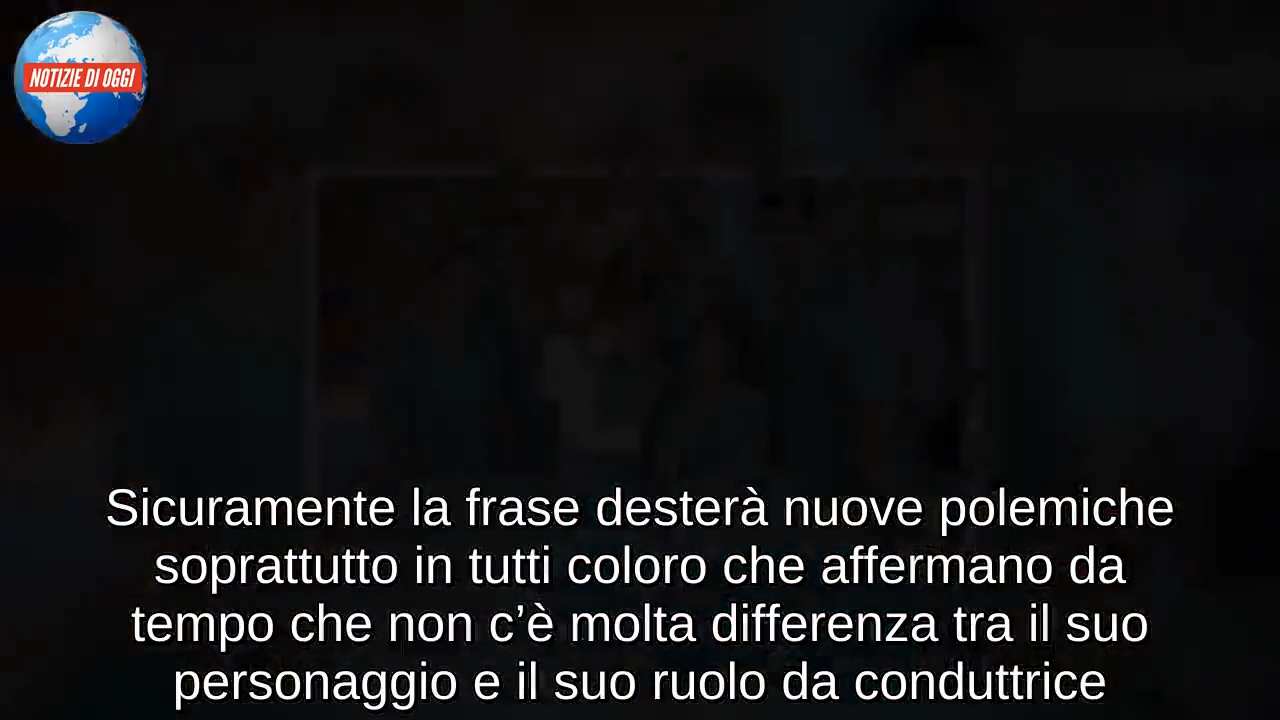 NOTIZIE DI OGGI
Sicuramente la frase desterà nuove polemiche
soprattutto in tutti coloro che affermano da
tempo che non c’è molta differenza tra il suo
personaggio e il suo ruolo da conduttrice